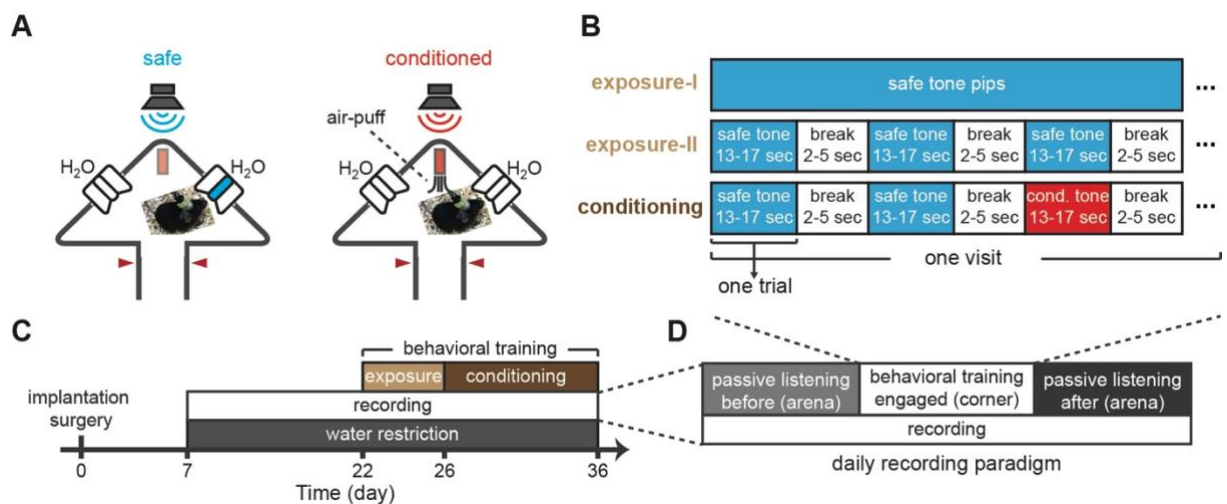 A
safe
conditioned
air-puff
H₂O
H₂O
H₂O
H₂O
B
exposure-I
safe tone pips
...
exposure-II
safe tone
13-17 sec
break
2-5 sec
safe tone
13-17 sec
break
2-5 sec
safe tone
13-17 sec
break
2-5 sec
...
conditioning
safe tone
13-17 sec
break
2-5 sec
safe tone
13-17 sec
break
2-5 sec
cond. tone
13-17 sec
break
2-5 sec
...
one visit
one trial
C
behavioral training
exposure
conditioning
implantation
surgery
recording
water restriction
0
7
22
26
36
Time (day)
D
passive listening
before (arena)
behavioral training
engaged (corner)
passive listening
after (arena)
recording
daily recording paradigm